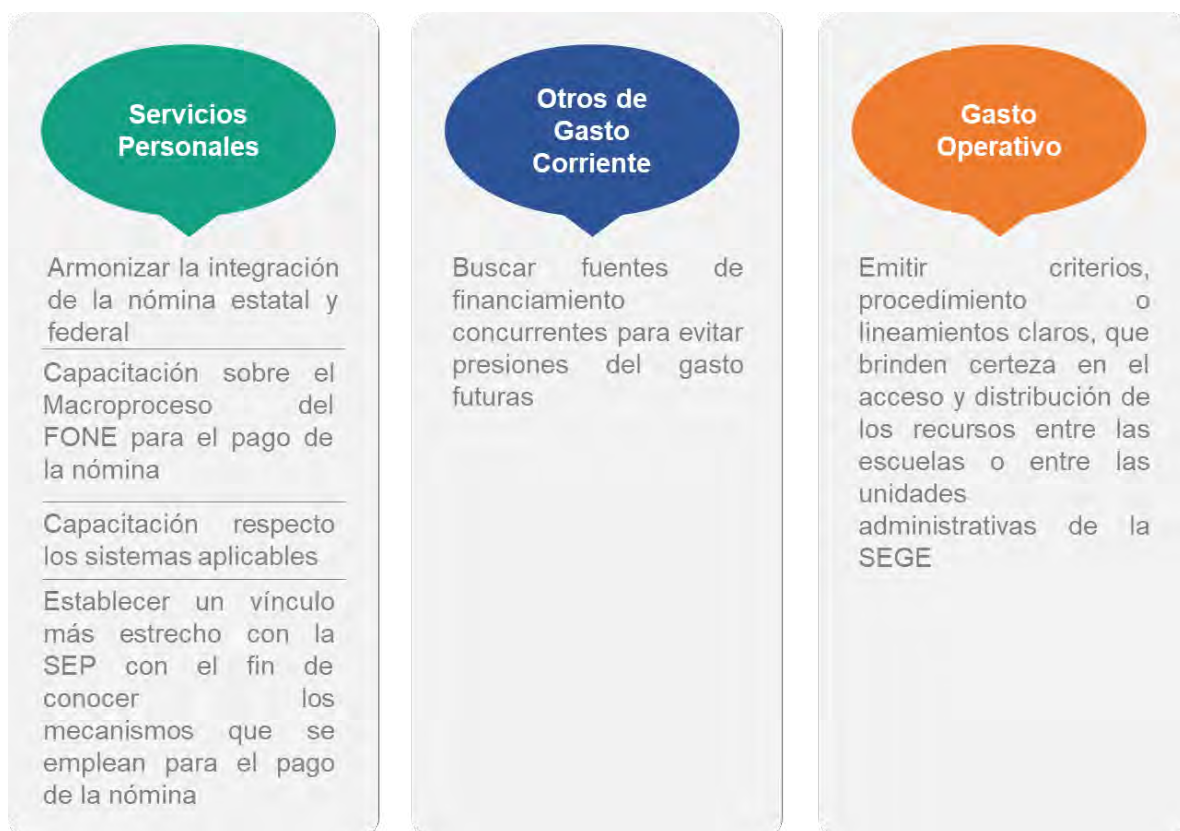 Servicios
Personales
Armonizar la integración
de la nómina estatal y
federal
Capacitación sobre el
Macroproceso del
FONE para el pago de
la nómina
Capacitación respecto
los sistemas aplicables
Establecer un vínculo
más estrecho con la
SEP con el fin de
conocer los
mecanismos que se
emplean para el pago
de la nómina
Otros de
Gasto
Corriente
Buscar fuentes de
financiamiento
concurrentes para evitar
presiones del gasto
futuras
Gasto
Operativo
Emitir criterios,
procedimiento o
lineamientos claros, que
brinden certeza en el
acceso y distribución de
los recursos entre las
escuelas o entre las
unidades
administrativas de la
SEGE